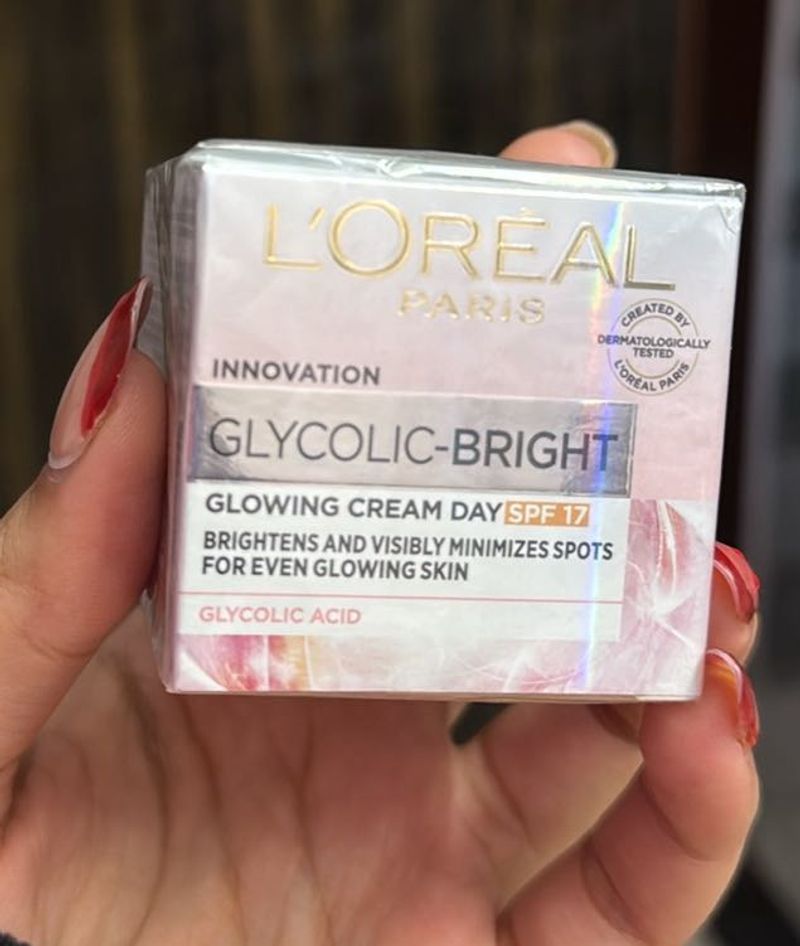 L'ORÉAL
PARIS
CREATED BY
DERMATOLOGICALLY
TESTED
L'ORÉAL PARIS
INNOVATION
GLYCOLIC-BRIGHT
GLOWING CREAM DAY SPF 17
BRIGHTENS AND VISIBLY MINIMIZES SPOTS
FOR EVEN GLOWING SKIN
GLYCOLIC ACID